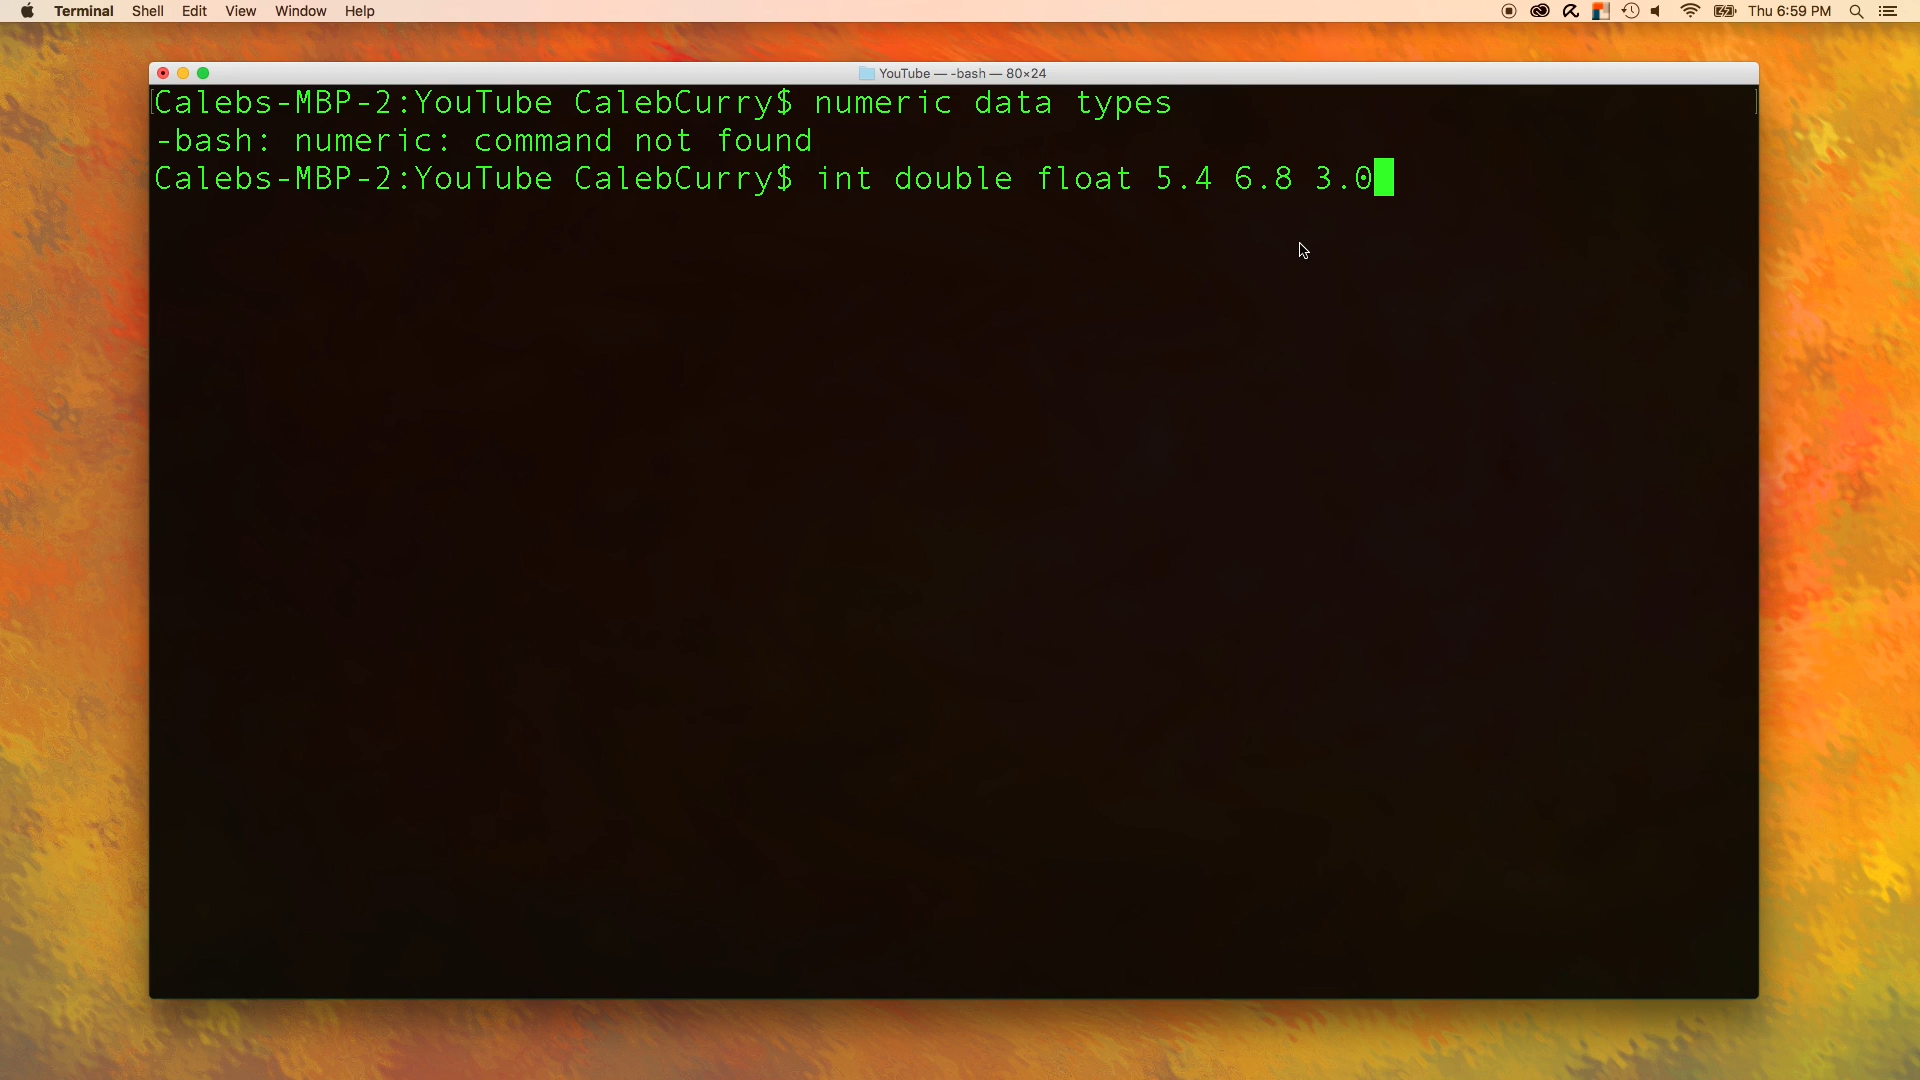 Terminal Shell Edit View Window Help Thu 6:59 PM
YouTube — -bash — 80×24
Calebs-MBP-2:YouTube CalebCurry$ numeric data types
-bash: numeric: command not found
Calebs-MBP-2:YouTube CalebCurry$ int double float 5.4 6.8 3.0